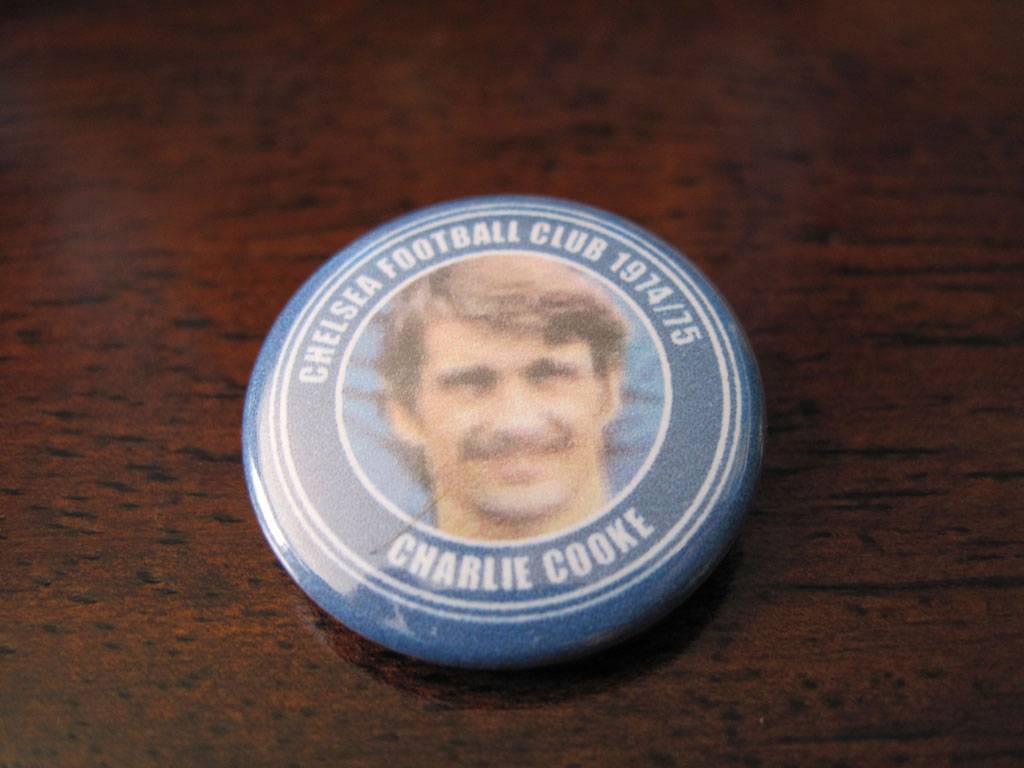 CHELSEA FOOTBALL CLUB 1974/75
CHARLIE COOKE